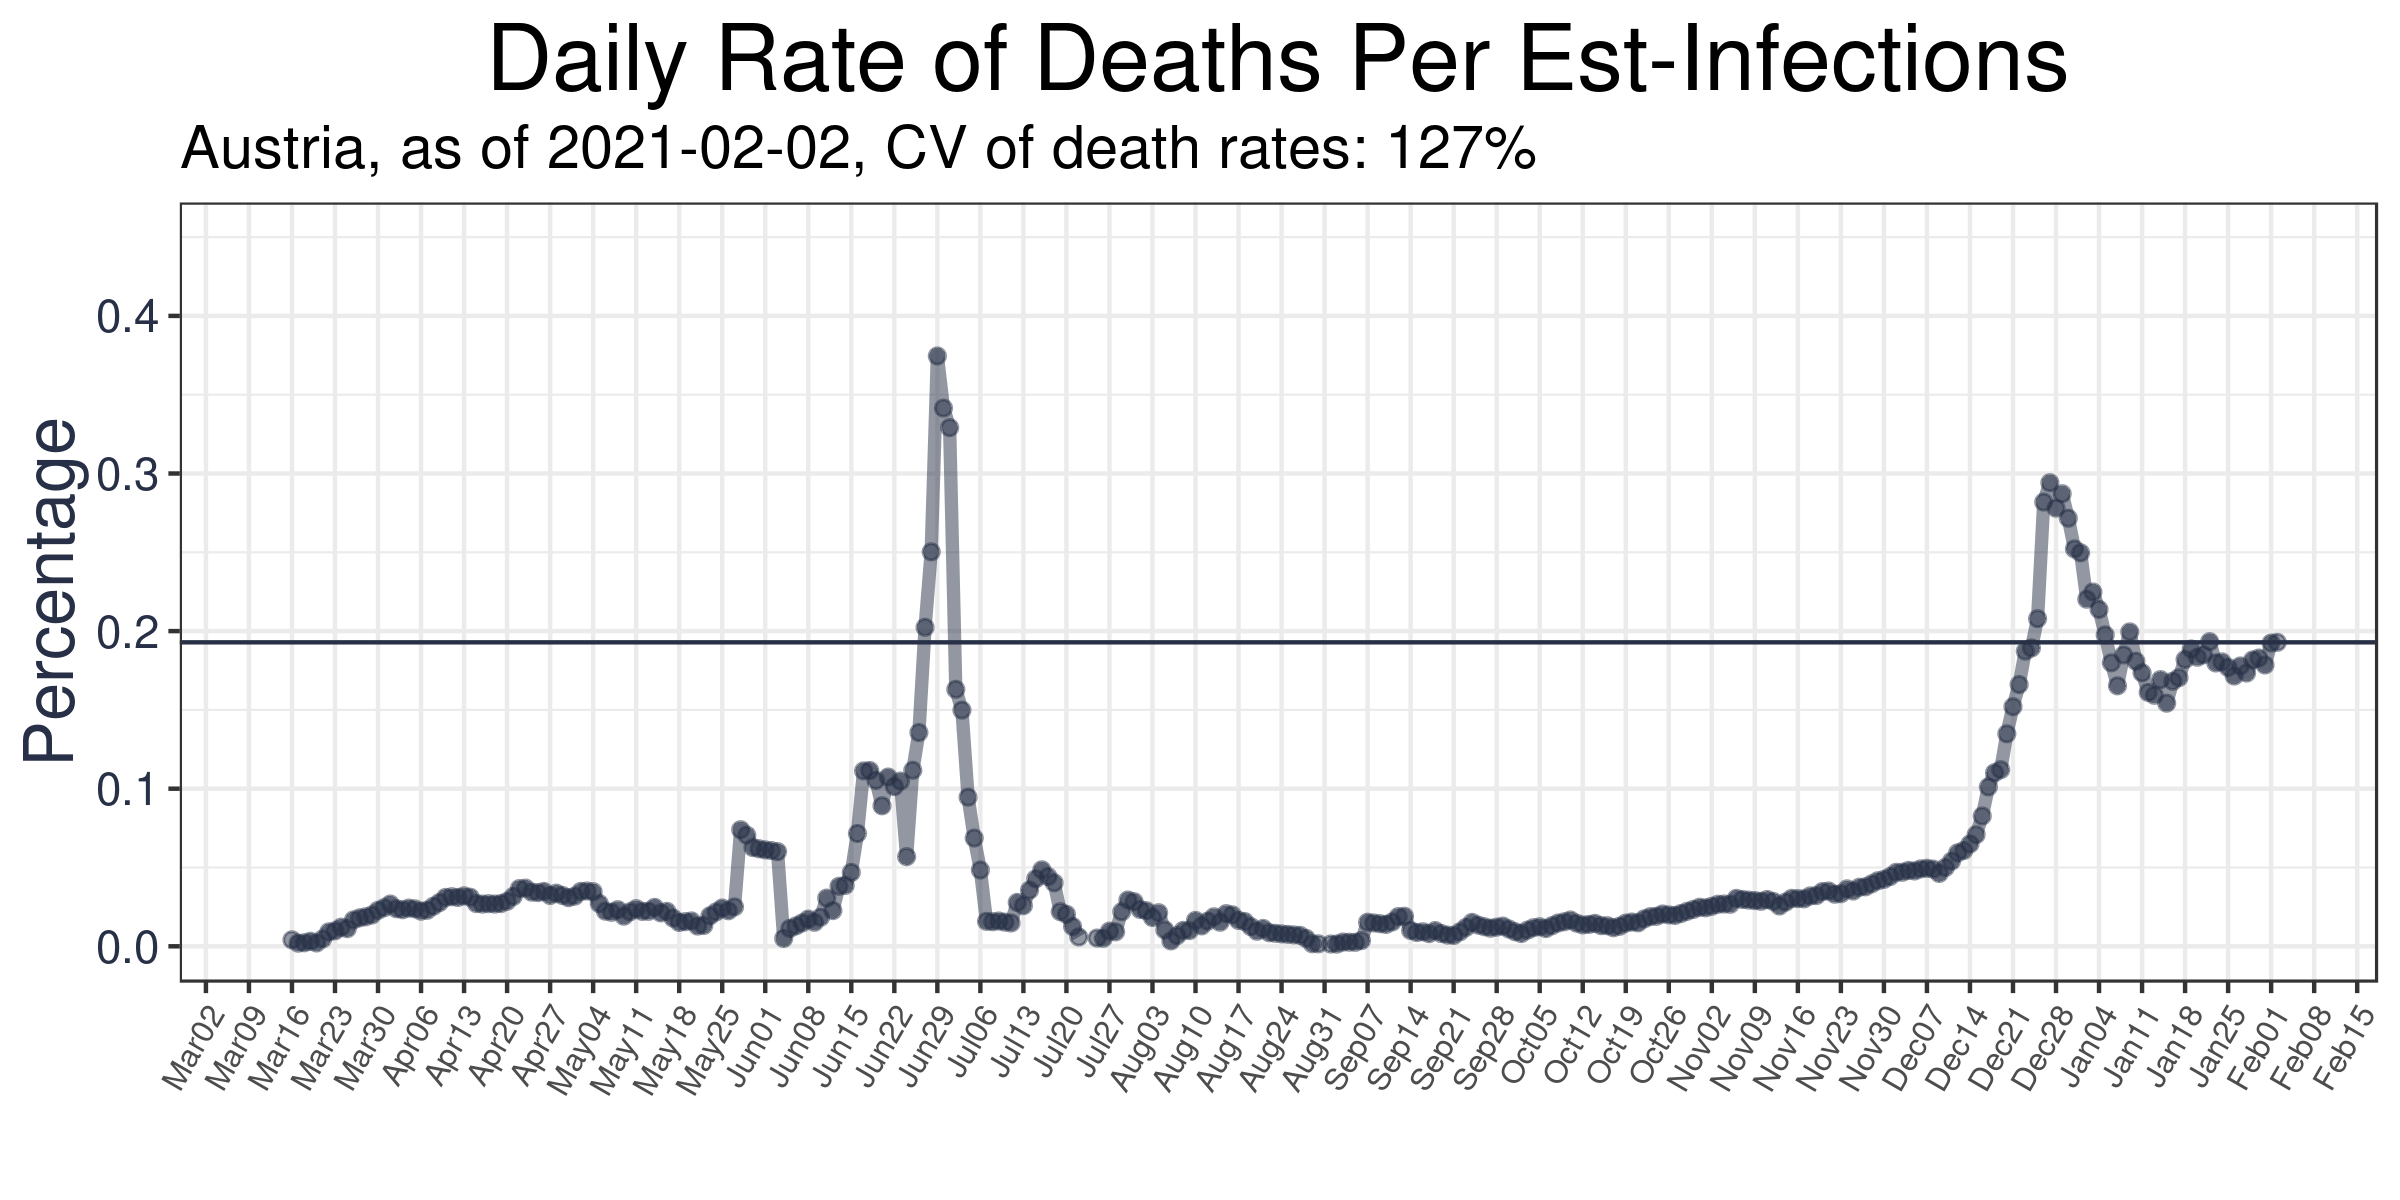 Daily Rate of Deaths Per Est-Infections
Austria, as of 2021-02-02, CV of death rates: 127%
Percentage
0.4
0.3
0.2
0.1
0.0
Mar02
Mar09
Mar16
Mar23
Mar30
Apr06
Apr13
Apr20
Apr27
May04
May11
May18
May25
Jun01
Jun08
Jun15
Jun22
Jun29
Jul06
Jul13
Jul20
Jul27
Aug03
Aug10
Aug17
Aug24
Aug31
Sep07
Sep14
Sep21
Sep28
Oct05
Oct12
Oct19
Oct26
Nov02
Nov09
Nov16
Nov23
Nov30
Dec07
Dec14
Dec21
Dec28
Jan04
Jan11
Jan18
Jan25
Feb01
Feb08
Feb15